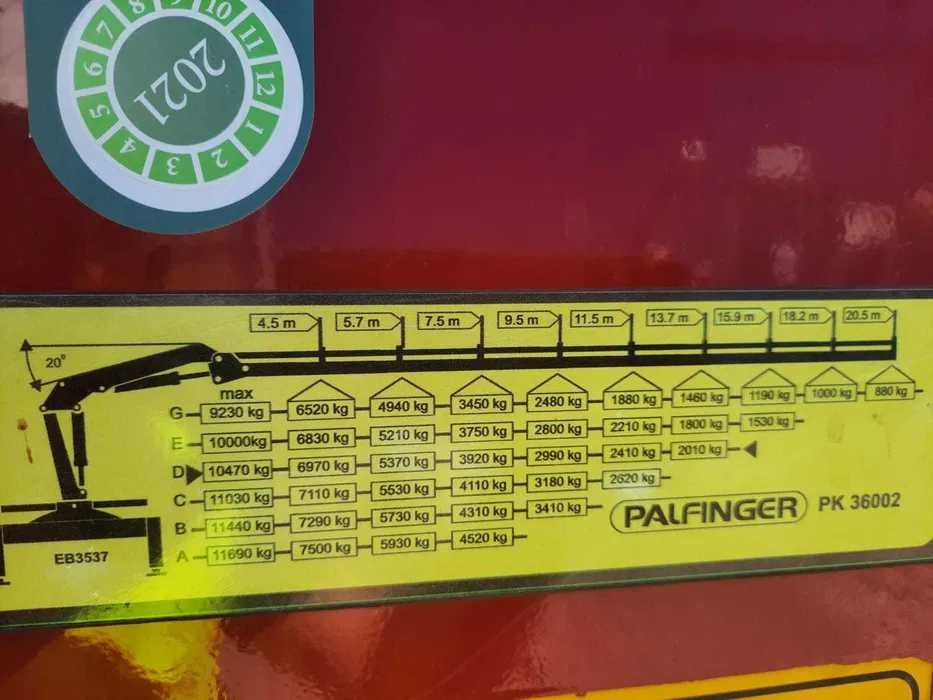 7 8 9 10 11 12 1 2 3 4 5 6
2021
4.5 m 5.7 m 7.5 m 9.5 m 11.5 m 13.7 m 15.9 m 18.2 m 20.5 m
20°
max
G 9230 kg 6520 kg 4940 kg 3450 kg 2480 kg 1880 kg 1460 kg 1190 kg 1000 kg 880 kg
E 10000kg 6830 kg 5210 kg 3750 kg 2800 kg 2210 kg 1800 kg 1530 kg
D 10470 kg 6970 kg 5370 kg 3920 kg 2990 kg 2410 kg 2010 kg
C 11030 kg 7110 kg 5530 kg 4110 kg 3180 kg 2620 kg
B 11440 kg 7290 kg 5730 kg 4310 kg 3410 kg
A 11690 kg 7500 kg 5930 kg 4520 kg
PALFINGER PK 36002
EB3537